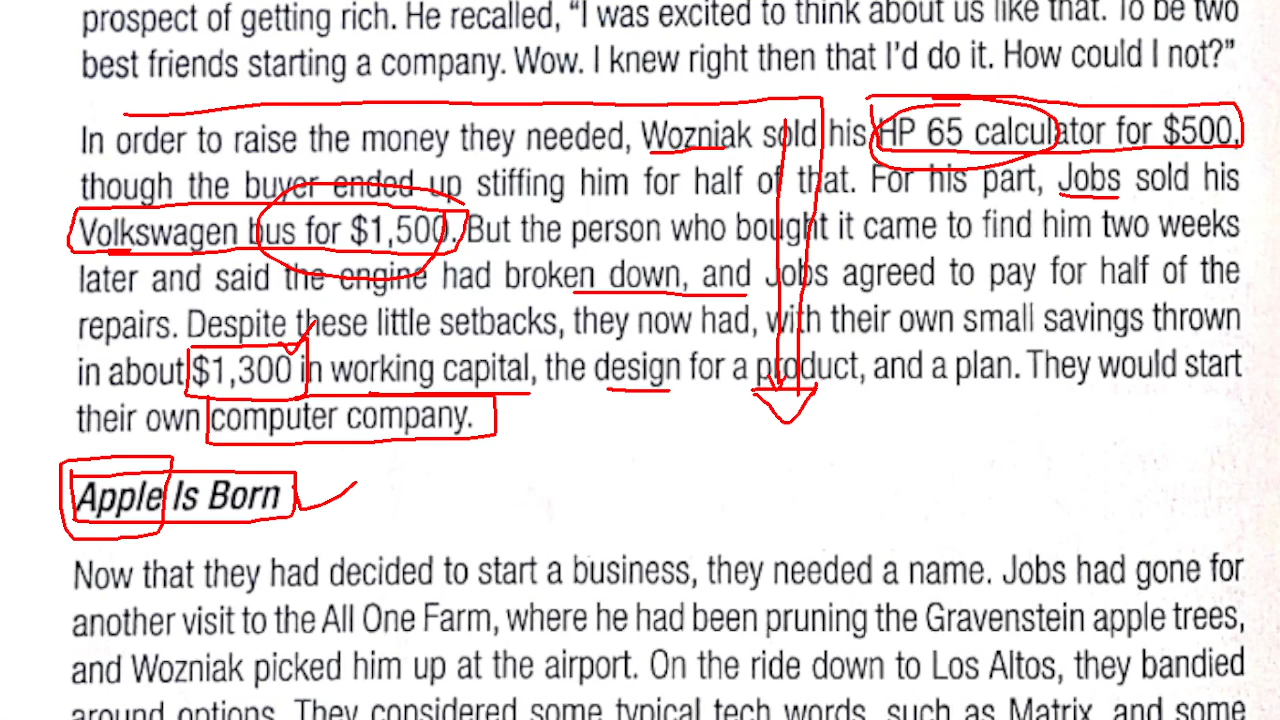 prospect of getting rich. He recalled, “I was excited to think about us like that. To be two
best friends starting a company. Wow. I knew right then that I’d do it. How could I not?”
In order to raise the money they needed, Wozniak sold his HP 65 calculator for $500,
though the buyer ended up stiffing him for half of that. For his part, Jobs sold his
Volkswagen bus for $1,500. But the person who bought it came to find him two weeks
later and said the engine had broken down, and Jobs agreed to pay for half of the
repairs. Despite these little setbacks, they now had, with their own small savings thrown
in about $1,300 in working capital, the design for a product, and a plan. They would start
their own computer company.
Apple Is Born
Now that they had decided to start a business, they needed a name. Jobs had gone for
another visit to the All One Farm, where he had been pruning the Gravenstein apple trees,
and Wozniak picked him up at the airport. On the ride down to Los Altos, they bandied
around options. They considered some typical tech words, such as Matrix, and some